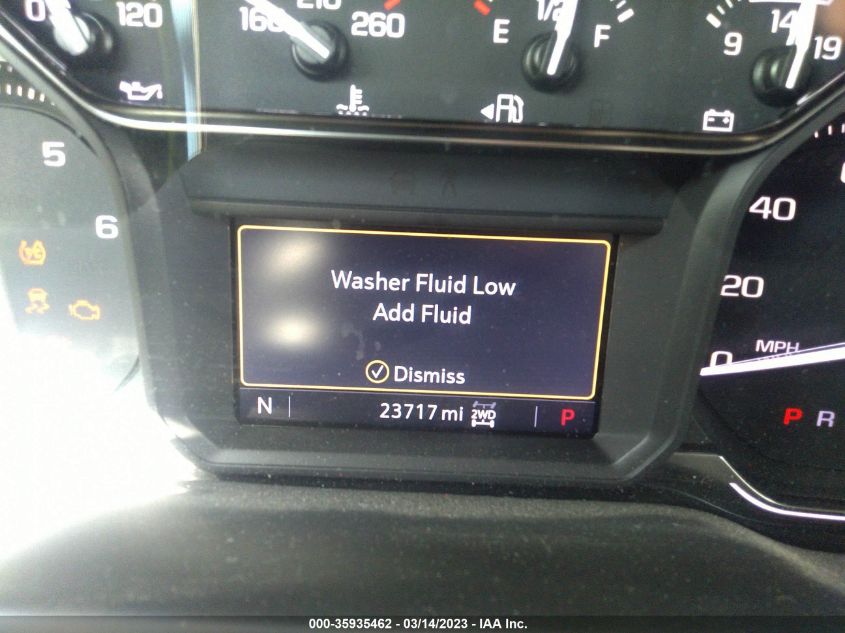 120
160
210
260
E
1/2
F
9
14
19
5
6
40
20
0
MPH
Washer Fluid Low
Add Fluid
Dismiss
N
23717 mi
2WD
P
P R
000-35935462 - 03/14/2023 - IAA Inc.